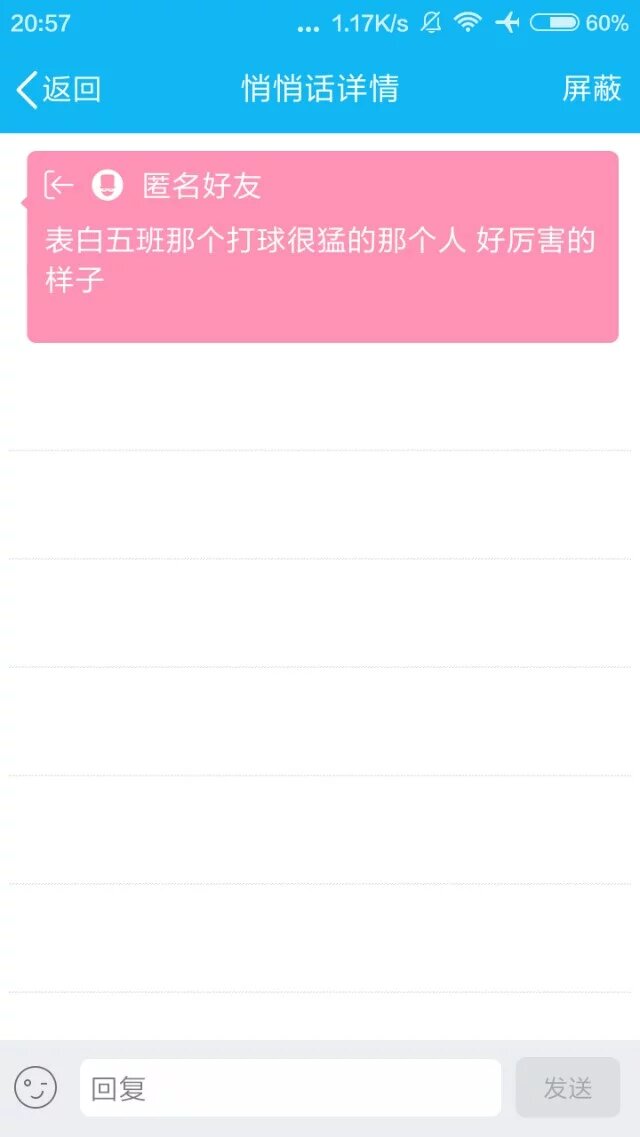 20:57 ... 1.17K/s 60%
返回 悄悄话详情 屏蔽
匿名好友
表白五班那个打球很猛的那个人 好厉害的
样子
回复 发送